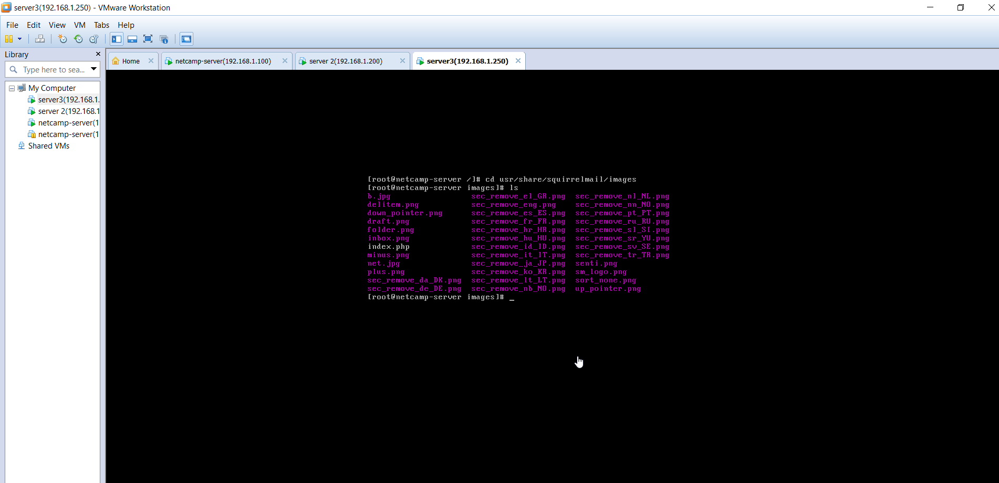 server3(192.168.1.250) - VMware Workstation
File Edit View VM Tabs Help
Library
Type here to sea...
My Computer
server3(192.168.1.
server 2(192.168.1
netcamp-server(1
netcamp-server(1
Shared VMs
Home netcamp-server(192.168.1.100) server 2(192.168.1.200) server3(192.168.1.250)
[root@netcamp-server /]# cd usr/share/squirrelmail/images
[root@netcamp-server images]# ls
b.jpg sec_remove_el_GR.png sec_remove_nl_NL.png
delitem.png sec_remove_eng.png sec_remove_nn_NO.png
down_pointer.png sec_remove_es_ES.png sec_remove_pt_PT.png
draft.png sec_remove_fr_FR.png sec_remove_ru_RU.png
folder.png sec_remove_hr_HR.png sec_remove_sl_SI.png
inbox.png sec_remove_hu_HU.png sec_remove_sr_YU.png
index.php sec_remove_id_ID.png sec_remove_sv_SE.png
minus.png sec_remove_it_IT.png sec_remove_tr_TR.png
net.jpg sec_remove_ja_JP.png senti.png
plus.png sec_remove_ko_KR.png sm_logo.png
sec_remove_da_DK.png sec_remove_lt_LT.png sort_none.png
sec_remove_de_DE.png sec_remove_nb_NO.png up_pointer.png
[root@netcamp-server images]# _